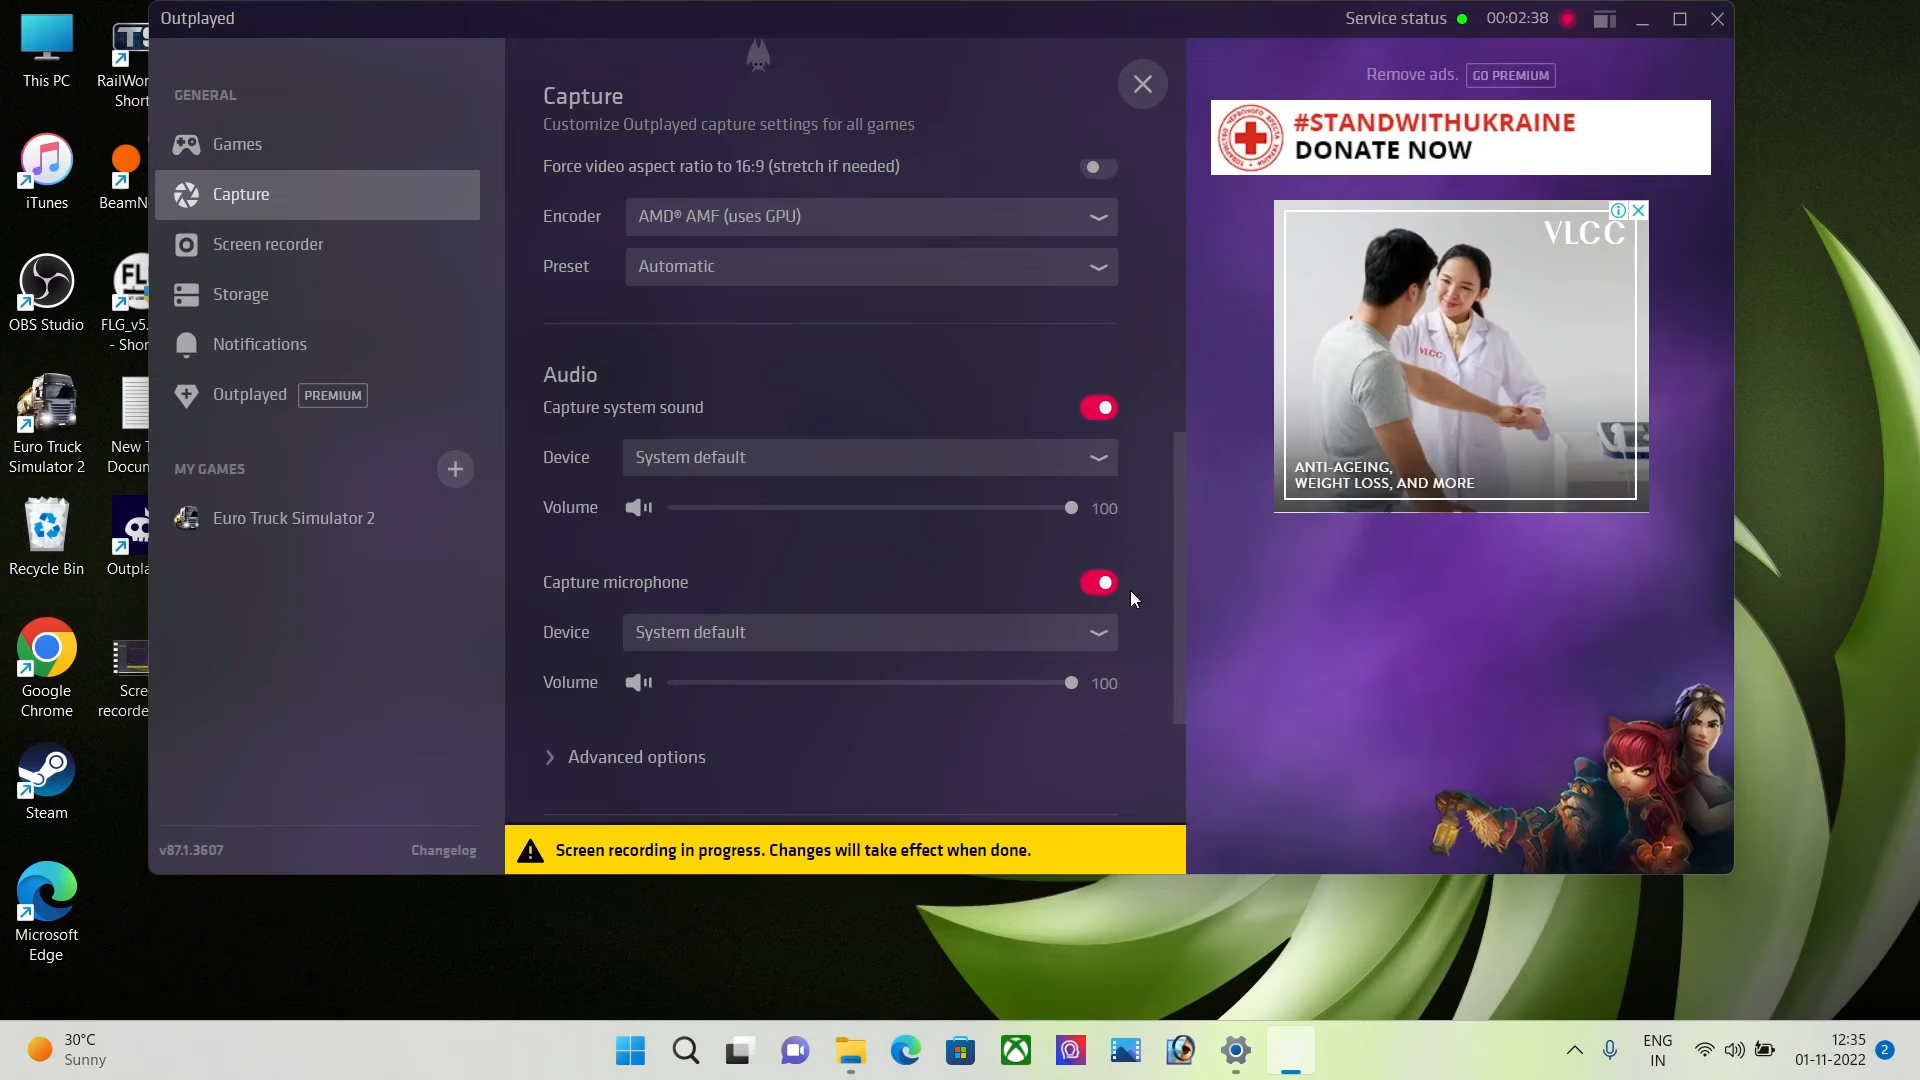 Outplayed
Service status
00:02:38
This PC
RailWor
Short
iTunes
BeamN
OBS Studio
FLG_v5.
- Shor
Euro Truck
Simulator 2
New T
Docum
Recycle Bin
Outpla
Google
Chrome
Scre
recorde
Steam
Microsoft
Edge
GENERAL
Games
Capture
Screen recorder
Storage
Notifications
Outplayed PREMIUM
MY GAMES
Euro Truck Simulator 2
v87.1.3607
Changelog
Capture
Customize Outplayed capture settings for all games
Force video aspect ratio to 16:9 (stretch if needed)
Encoder AMD® AMF (uses GPU)
Preset Automatic
Audio
Capture system sound
Device System default
Volume 100
Capture microphone
Device System default
Volume 100
Advanced options
Screen recording in progress. Changes will take effect when done.
Remove ads. GO PREMIUM
#STANDWITHUKRAINE
DONATE NOW
VLCC
VLCC
ANTI-AGEING,
WEIGHT LOSS, AND MORE
30°C
Sunny
ENG
IN
12:35
01-11-2022
2